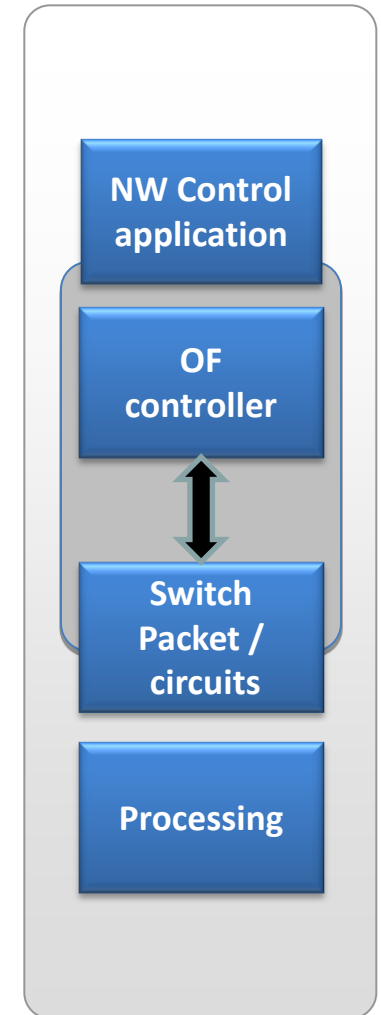 NW Control
application
OF
controller
Switch
Packet /
circuits
Processing